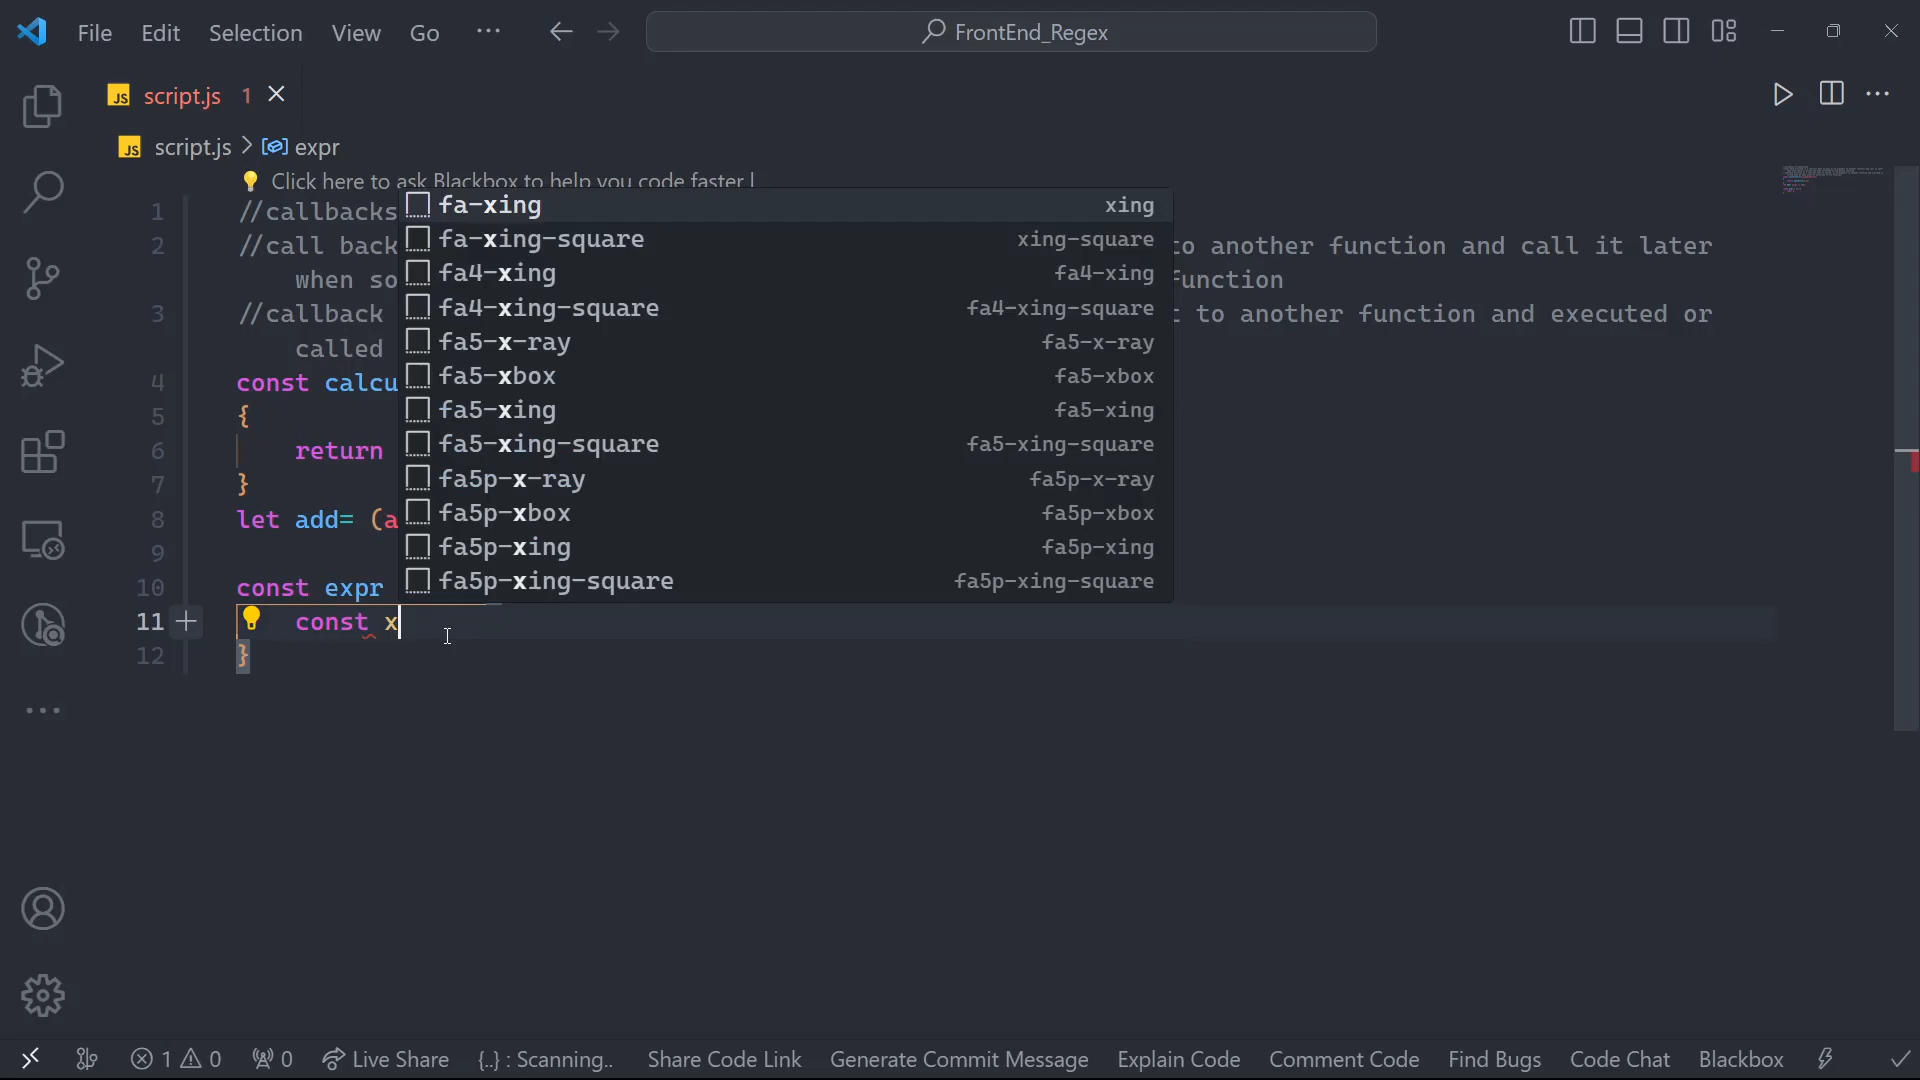 File Edit Selection View Go ··· FrontEnd_Regex
JS script.js 1
JS script.js > expr
Click here to ask Blackbox to help you code faster |
1 //callbacks
2 //call back to another function and call it later
when so function
3 //callback to another function and executed or
called
4 const calcu
5 {
6 return
7 }
8 let add= (a
9
10 const expr
11 const x
12 }
fa-xing xing
fa-xing-square xing-square
fa4-xing fa4-xing
fa4-xing-square fa4-xing-square
fa5-x-ray fa5-x-ray
fa5-xbox fa5-xbox
fa5-xing fa5-xing
fa5-xing-square fa5-xing-square
fa5p-x-ray fa5p-x-ray
fa5p-xbox fa5p-xbox
fa5p-xing fa5p-xing
fa5p-xing-square fa5p-xing-square
1 0 0 Live Share {..} : Scanning.. Share Code Link Generate Commit Message Explain Code Comment Code Find Bugs Code Chat Blackbox